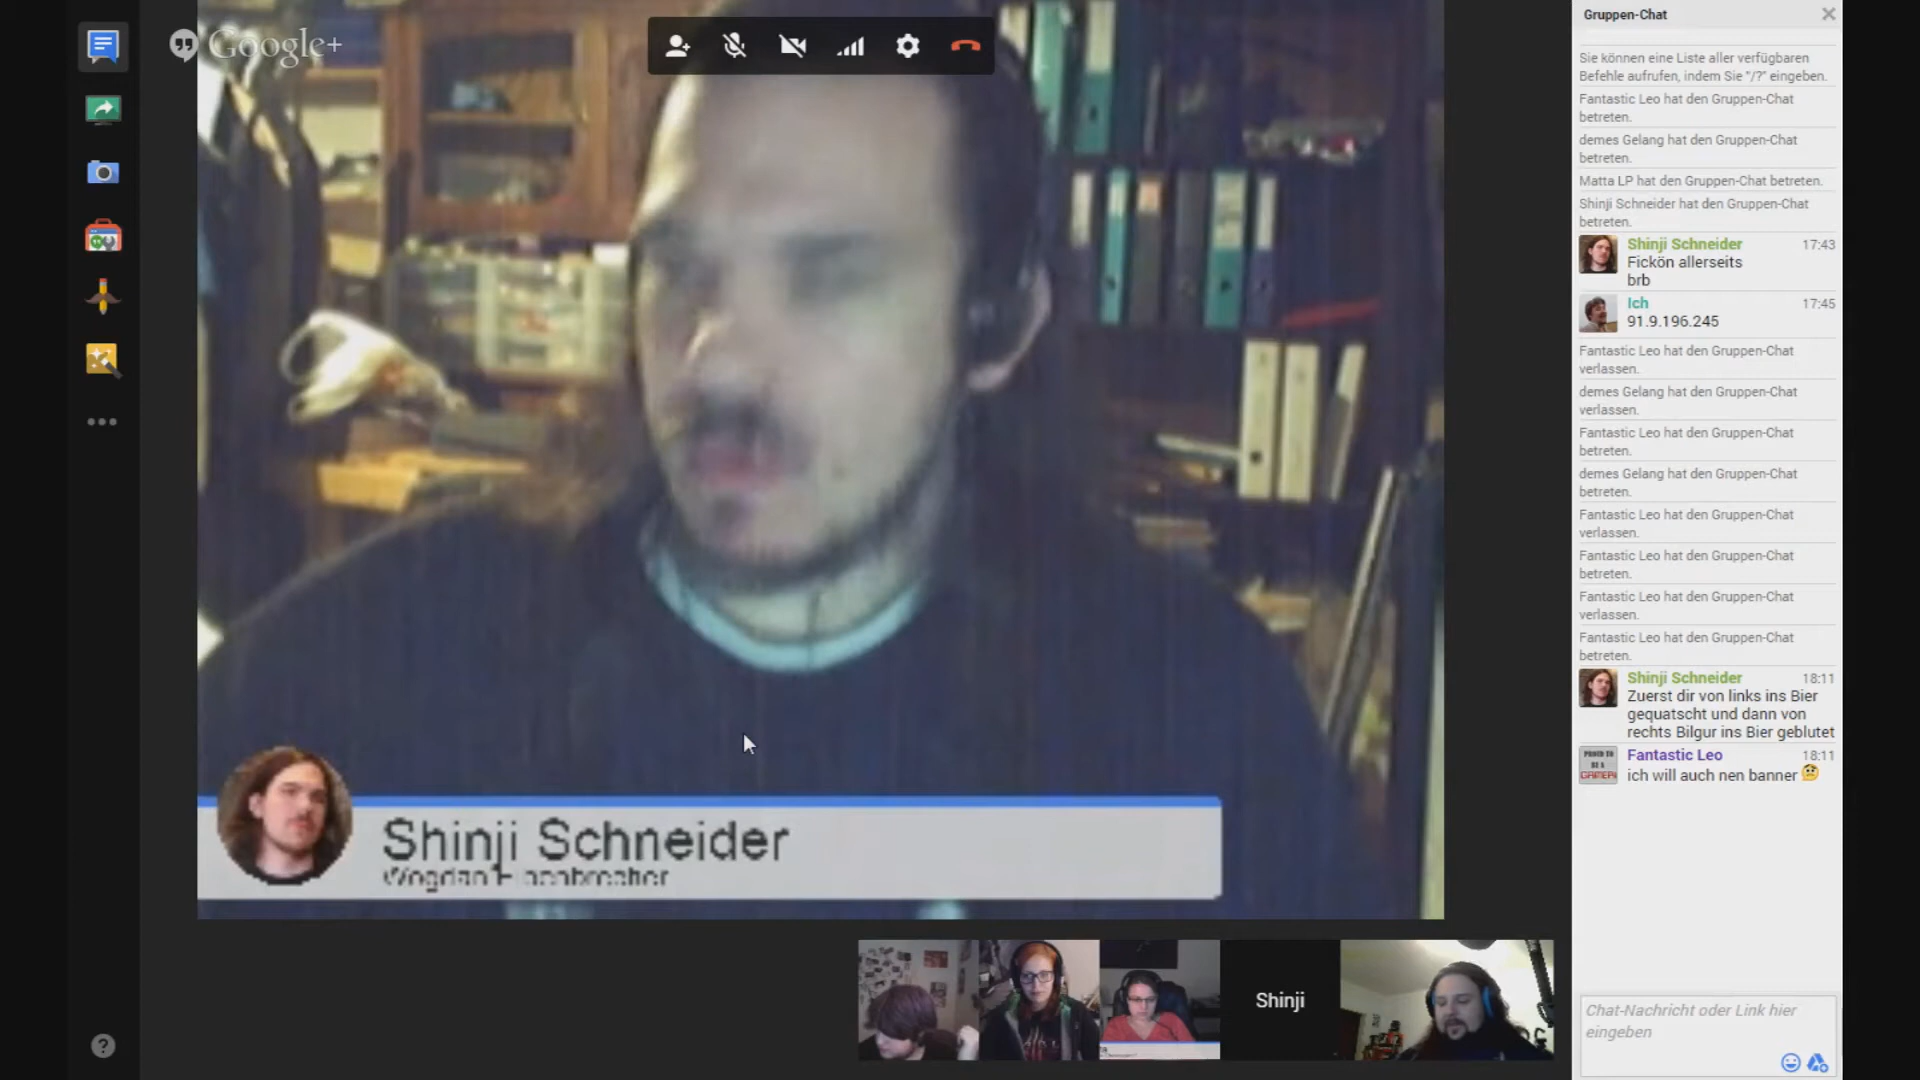 Google+
Shinji Schneider
Shinji
Gruppen-Chat
Sie können eine Liste aller verfügbaren
Befehle aufrufen, indem Sie "/?" eingeben.
Fantastic Leo hat den Gruppen-Chat
betreten.
demes Gelang hat den Gruppen-Chat
betreten.
Matta LP hat den Gruppen-Chat betreten.
Shinji Schneider hat den Gruppen-Chat
betreten.
Shinji Schneider 17:43
Fickön allerseits
brb
Ich 17:45
91.9.196.245
Fantastic Leo hat den Gruppen-Chat
verlassen.
demes Gelang hat den Gruppen-Chat
verlassen.
Fantastic Leo hat den Gruppen-Chat
betreten.
demes Gelang hat den Gruppen-Chat
betreten.
Fantastic Leo hat den Gruppen-Chat
verlassen.
Fantastic Leo hat den Gruppen-Chat
betreten.
Fantastic Leo hat den Gruppen-Chat
verlassen.
Fantastic Leo hat den Gruppen-Chat
betreten.
Shinji Schneider 18:11
Zuerst dir von links ins Bier
gequatscht und dann von
rechts Bilgur ins Bier geblutet
PROUD TO
BE A
GAMER
Fantastic Leo 18:11
ich will auch nen banner
Chat-Nachricht oder Link hier
eingeben